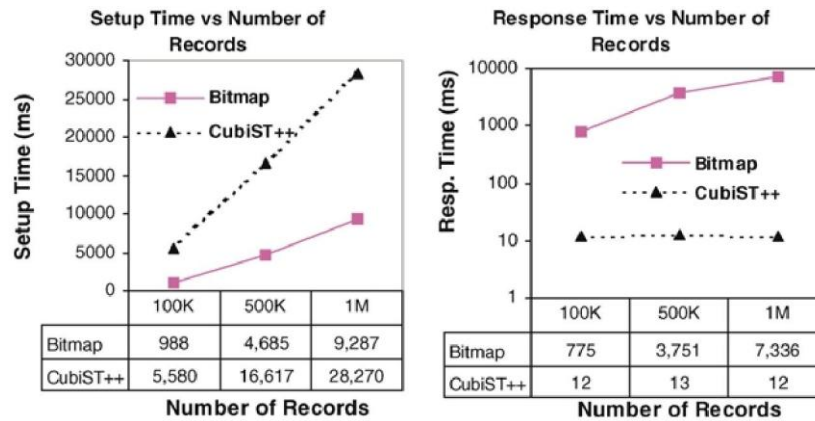 Setup Time vs Number of
Records
Setup Time (ms)
30000
25000
20000
15000
10000
5000
0
Bitmap
CubiST++
100K 500K 1M
Bitmap 988 4,685 9,287
CubiST++ 5,580 16,617 28,270
Number of Records
Response Time vs Number of
Records
Resp. Time (ms)
10000
1000
100
10
1
Bitmap
CubiST++
100K 500K 1M
Bitmap 775 3,751 7,336
CubiST++ 12 13 12
Number of Records